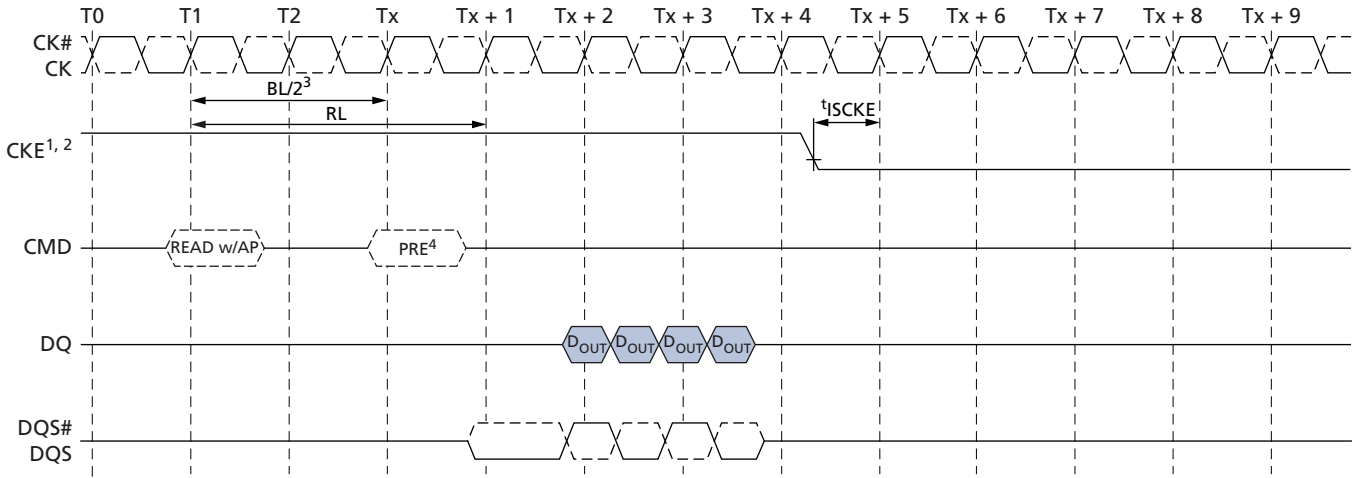 T0 T1 T2 Tx Tx + 1 Tx + 2 Tx + 3 Tx + 4 Tx + 5 Tx + 6 Tx + 7 Tx + 8 Tx + 9
CK#
CK
BL/2³
RL
tISCKE
CKE1, 2
CMD READ w/AP PRE⁴
DQ DOUT DOUT DOUT DOUT
DQS#
DQS